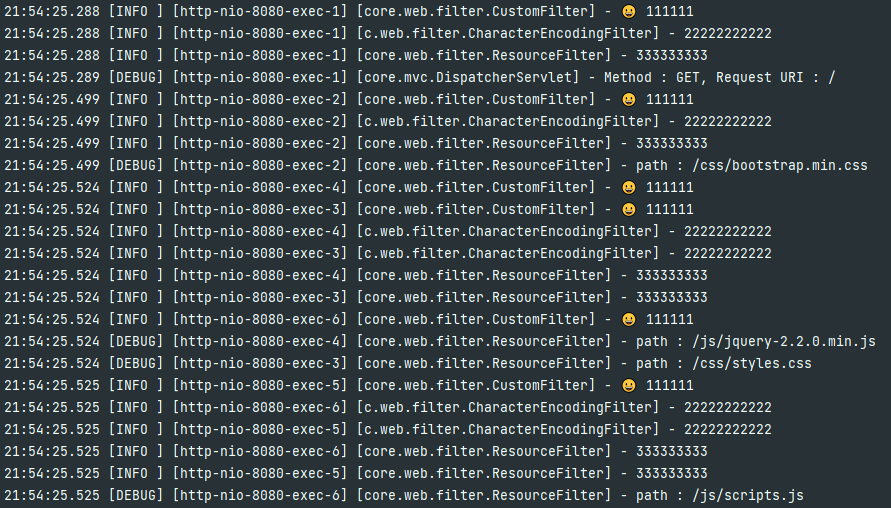 21:54:25.288 [INFO ] [http-nio-8080-exec-1] [core.web.filter.CustomFilter] - 😀 111111
21:54:25.288 [INFO ] [http-nio-8080-exec-1] [c.web.filter.CharacterEncodingFilter] - 22222222222
21:54:25.288 [INFO ] [http-nio-8080-exec-1] [core.web.filter.ResourceFilter] - 333333333
21:54:25.289 [DEBUG] [http-nio-8080-exec-1] [core.mvc.DispatcherServlet] - Method : GET, Request URI : /
21:54:25.499 [INFO ] [http-nio-8080-exec-2] [core.web.filter.CustomFilter] - 😀 111111
21:54:25.499 [INFO ] [http-nio-8080-exec-2] [c.web.filter.CharacterEncodingFilter] - 22222222222
21:54:25.499 [INFO ] [http-nio-8080-exec-2] [core.web.filter.ResourceFilter] - 333333333
21:54:25.499 [DEBUG] [http-nio-8080-exec-2] [core.web.filter.ResourceFilter] - path : /css/bootstrap.min.css
21:54:25.524 [INFO ] [http-nio-8080-exec-4] [core.web.filter.CustomFilter] - 😀 111111
21:54:25.524 [INFO ] [http-nio-8080-exec-3] [core.web.filter.CustomFilter] - 😀 111111
21:54:25.524 [INFO ] [http-nio-8080-exec-4] [c.web.filter.CharacterEncodingFilter] - 22222222222
21:54:25.524 [INFO ] [http-nio-8080-exec-3] [c.web.filter.CharacterEncodingFilter] - 22222222222
21:54:25.524 [INFO ] [http-nio-8080-exec-4] [core.web.filter.ResourceFilter] - 333333333
21:54:25.524 [INFO ] [http-nio-8080-exec-3] [core.web.filter.ResourceFilter] - 333333333
21:54:25.524 [INFO ] [http-nio-8080-exec-6] [core.web.filter.CustomFilter] - 😀 111111
21:54:25.524 [DEBUG] [http-nio-8080-exec-4] [core.web.filter.ResourceFilter] - path : /js/jquery-2.2.0.min.js
21:54:25.524 [DEBUG] [http-nio-8080-exec-3] [core.web.filter.ResourceFilter] - path : /css/styles.css
21:54:25.525 [INFO ] [http-nio-8080-exec-5] [core.web.filter.CustomFilter] - 😀 111111
21:54:25.525 [INFO ] [http-nio-8080-exec-6] [c.web.filter.CharacterEncodingFilter] - 22222222222
21:54:25.525 [INFO ] [http-nio-8080-exec-5] [c.web.filter.CharacterEncodingFilter] - 22222222222
21:54:25.525 [INFO ] [http-nio-8080-exec-6] [core.web.filter.ResourceFilter] - 333333333
21:54:25.525 [INFO ] [http-nio-8080-exec-5] [core.web.filter.ResourceFilter] - 333333333
21:54:25.525 [DEBUG] [http-nio-8080-exec-6] [core.web.filter.ResourceFilter] - path : /js/scripts.js